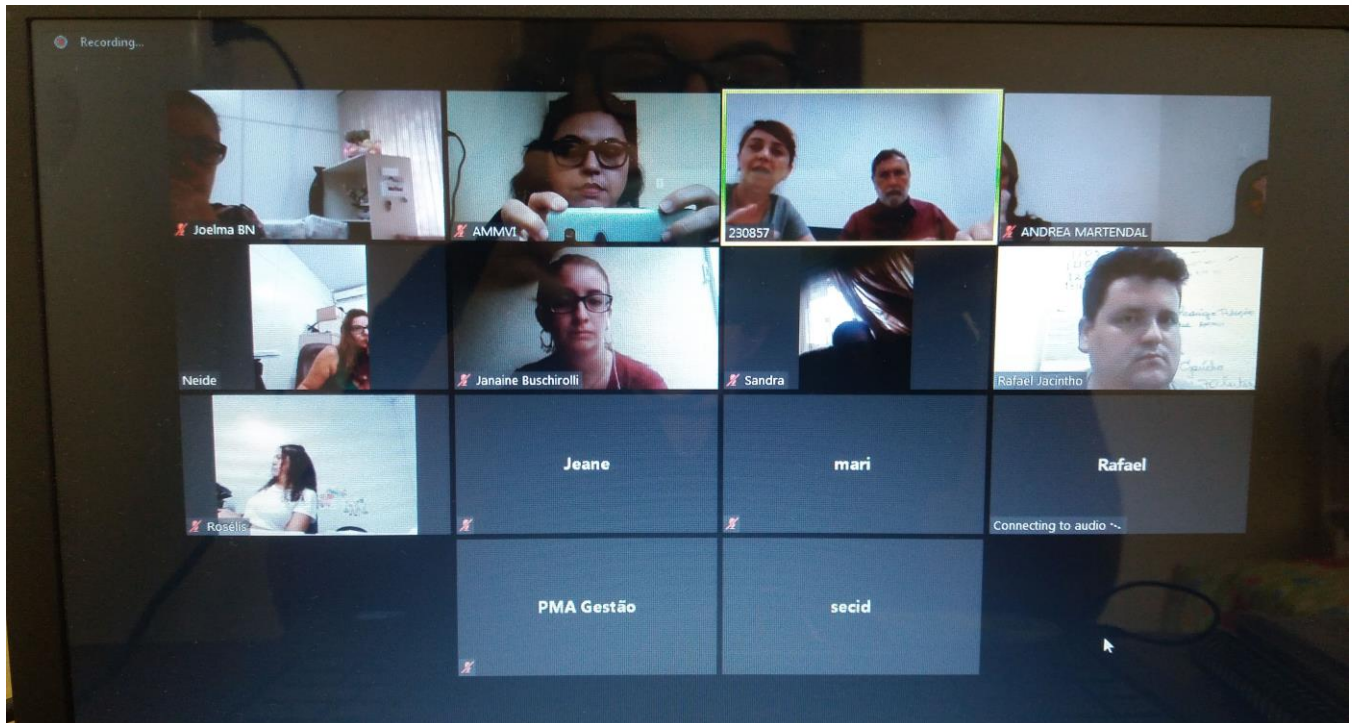 Recording...
Joelma BN
AMMVI
230857
ANDREA MARTENDAL
Neide
Janaine Buschirolli
Sandra
Rafael Jacintho
Rosélis
Jeane
mari
Rafael
Connecting to audio
PMA Gestão
secid